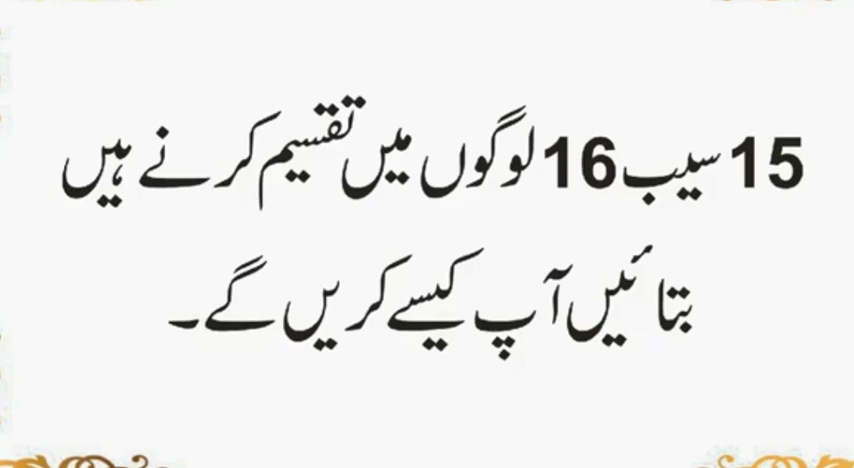 15 سیب 16 لوگوں میں تقسیم کرنے ہیں
بتائیں آپ کیسے کریں گے۔